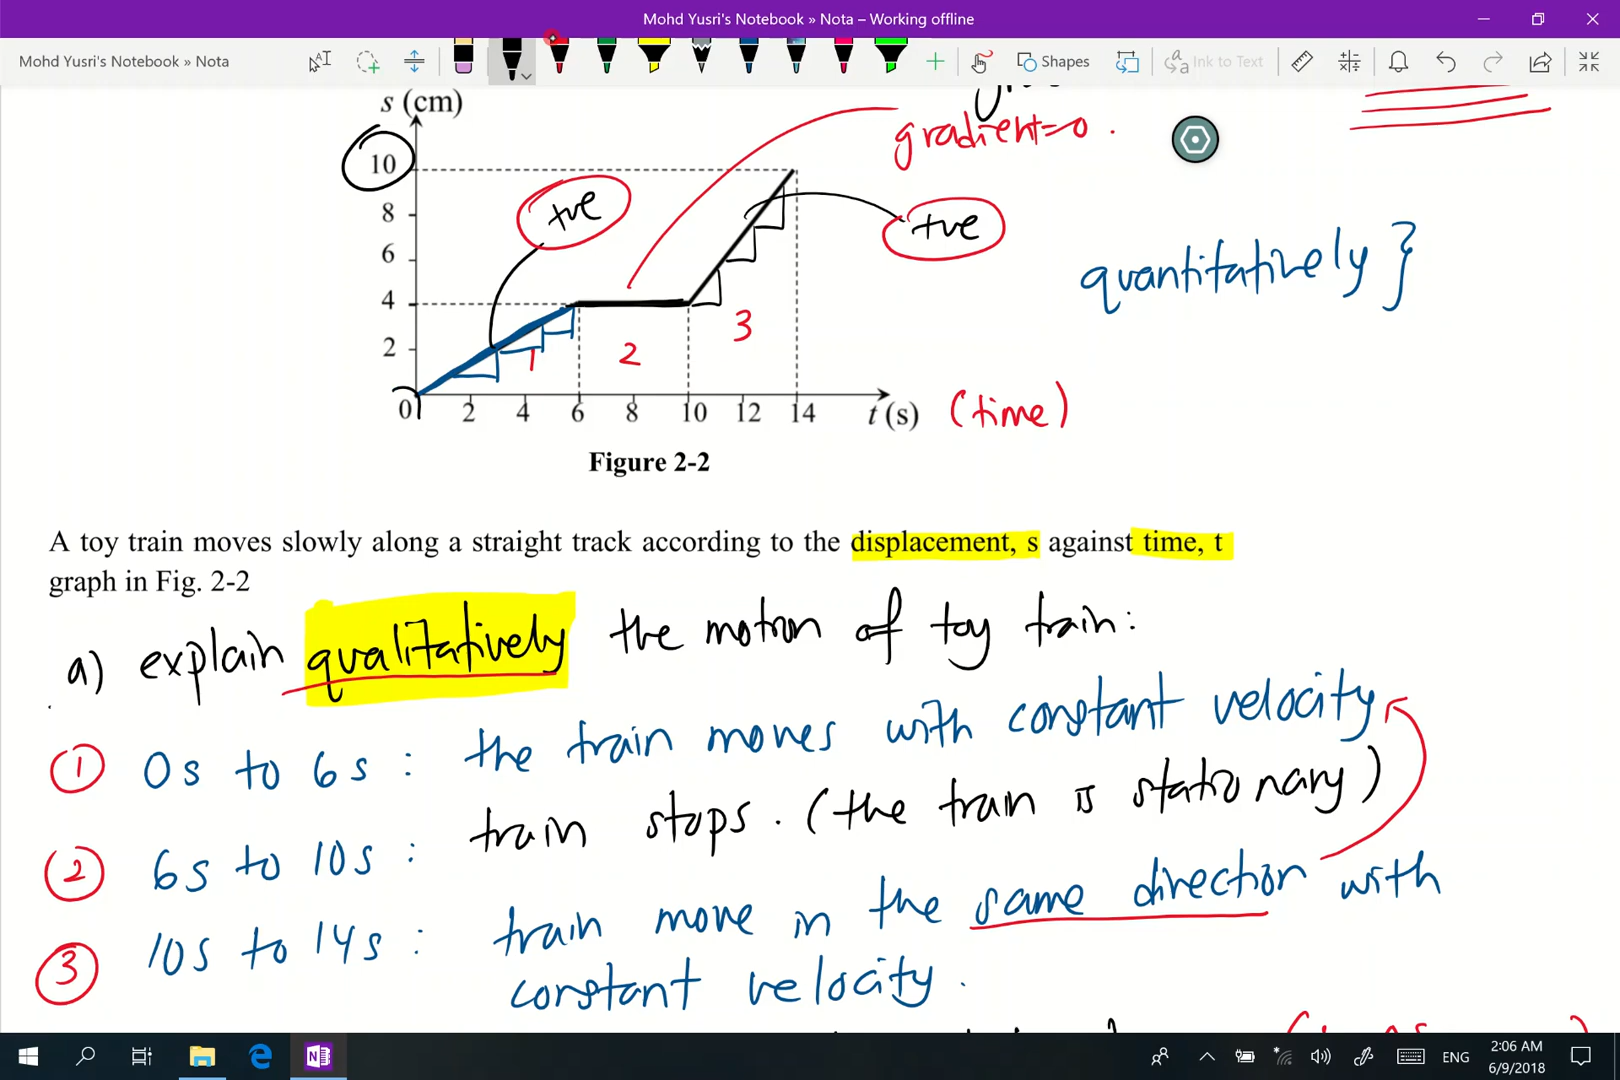 Mohd Yusri's Notebook » Nota – Working offline
Mohd Yusri's Notebook » Nota
Shapes
Ink to Text
s (cm)
gradient=0.
10
+ve
+ve
8
6
quantitatively }
4
3
2
1
2
0
2 4 6 8 10 12 14 t (s) (time)
Figure 2-2
A toy train moves slowly along a straight track according to the displacement, s against time, t
graph in Fig. 2-2
a) explain qualitatively the motion of toy train:
① 0s to 6s : the train moves with constant velocity
② 6s to 10s : train stops. (the train is stationary)
③ 10s to 14s : train move in the same direction with
constant velocity.
ENG
2:06 AM
6/9/2018